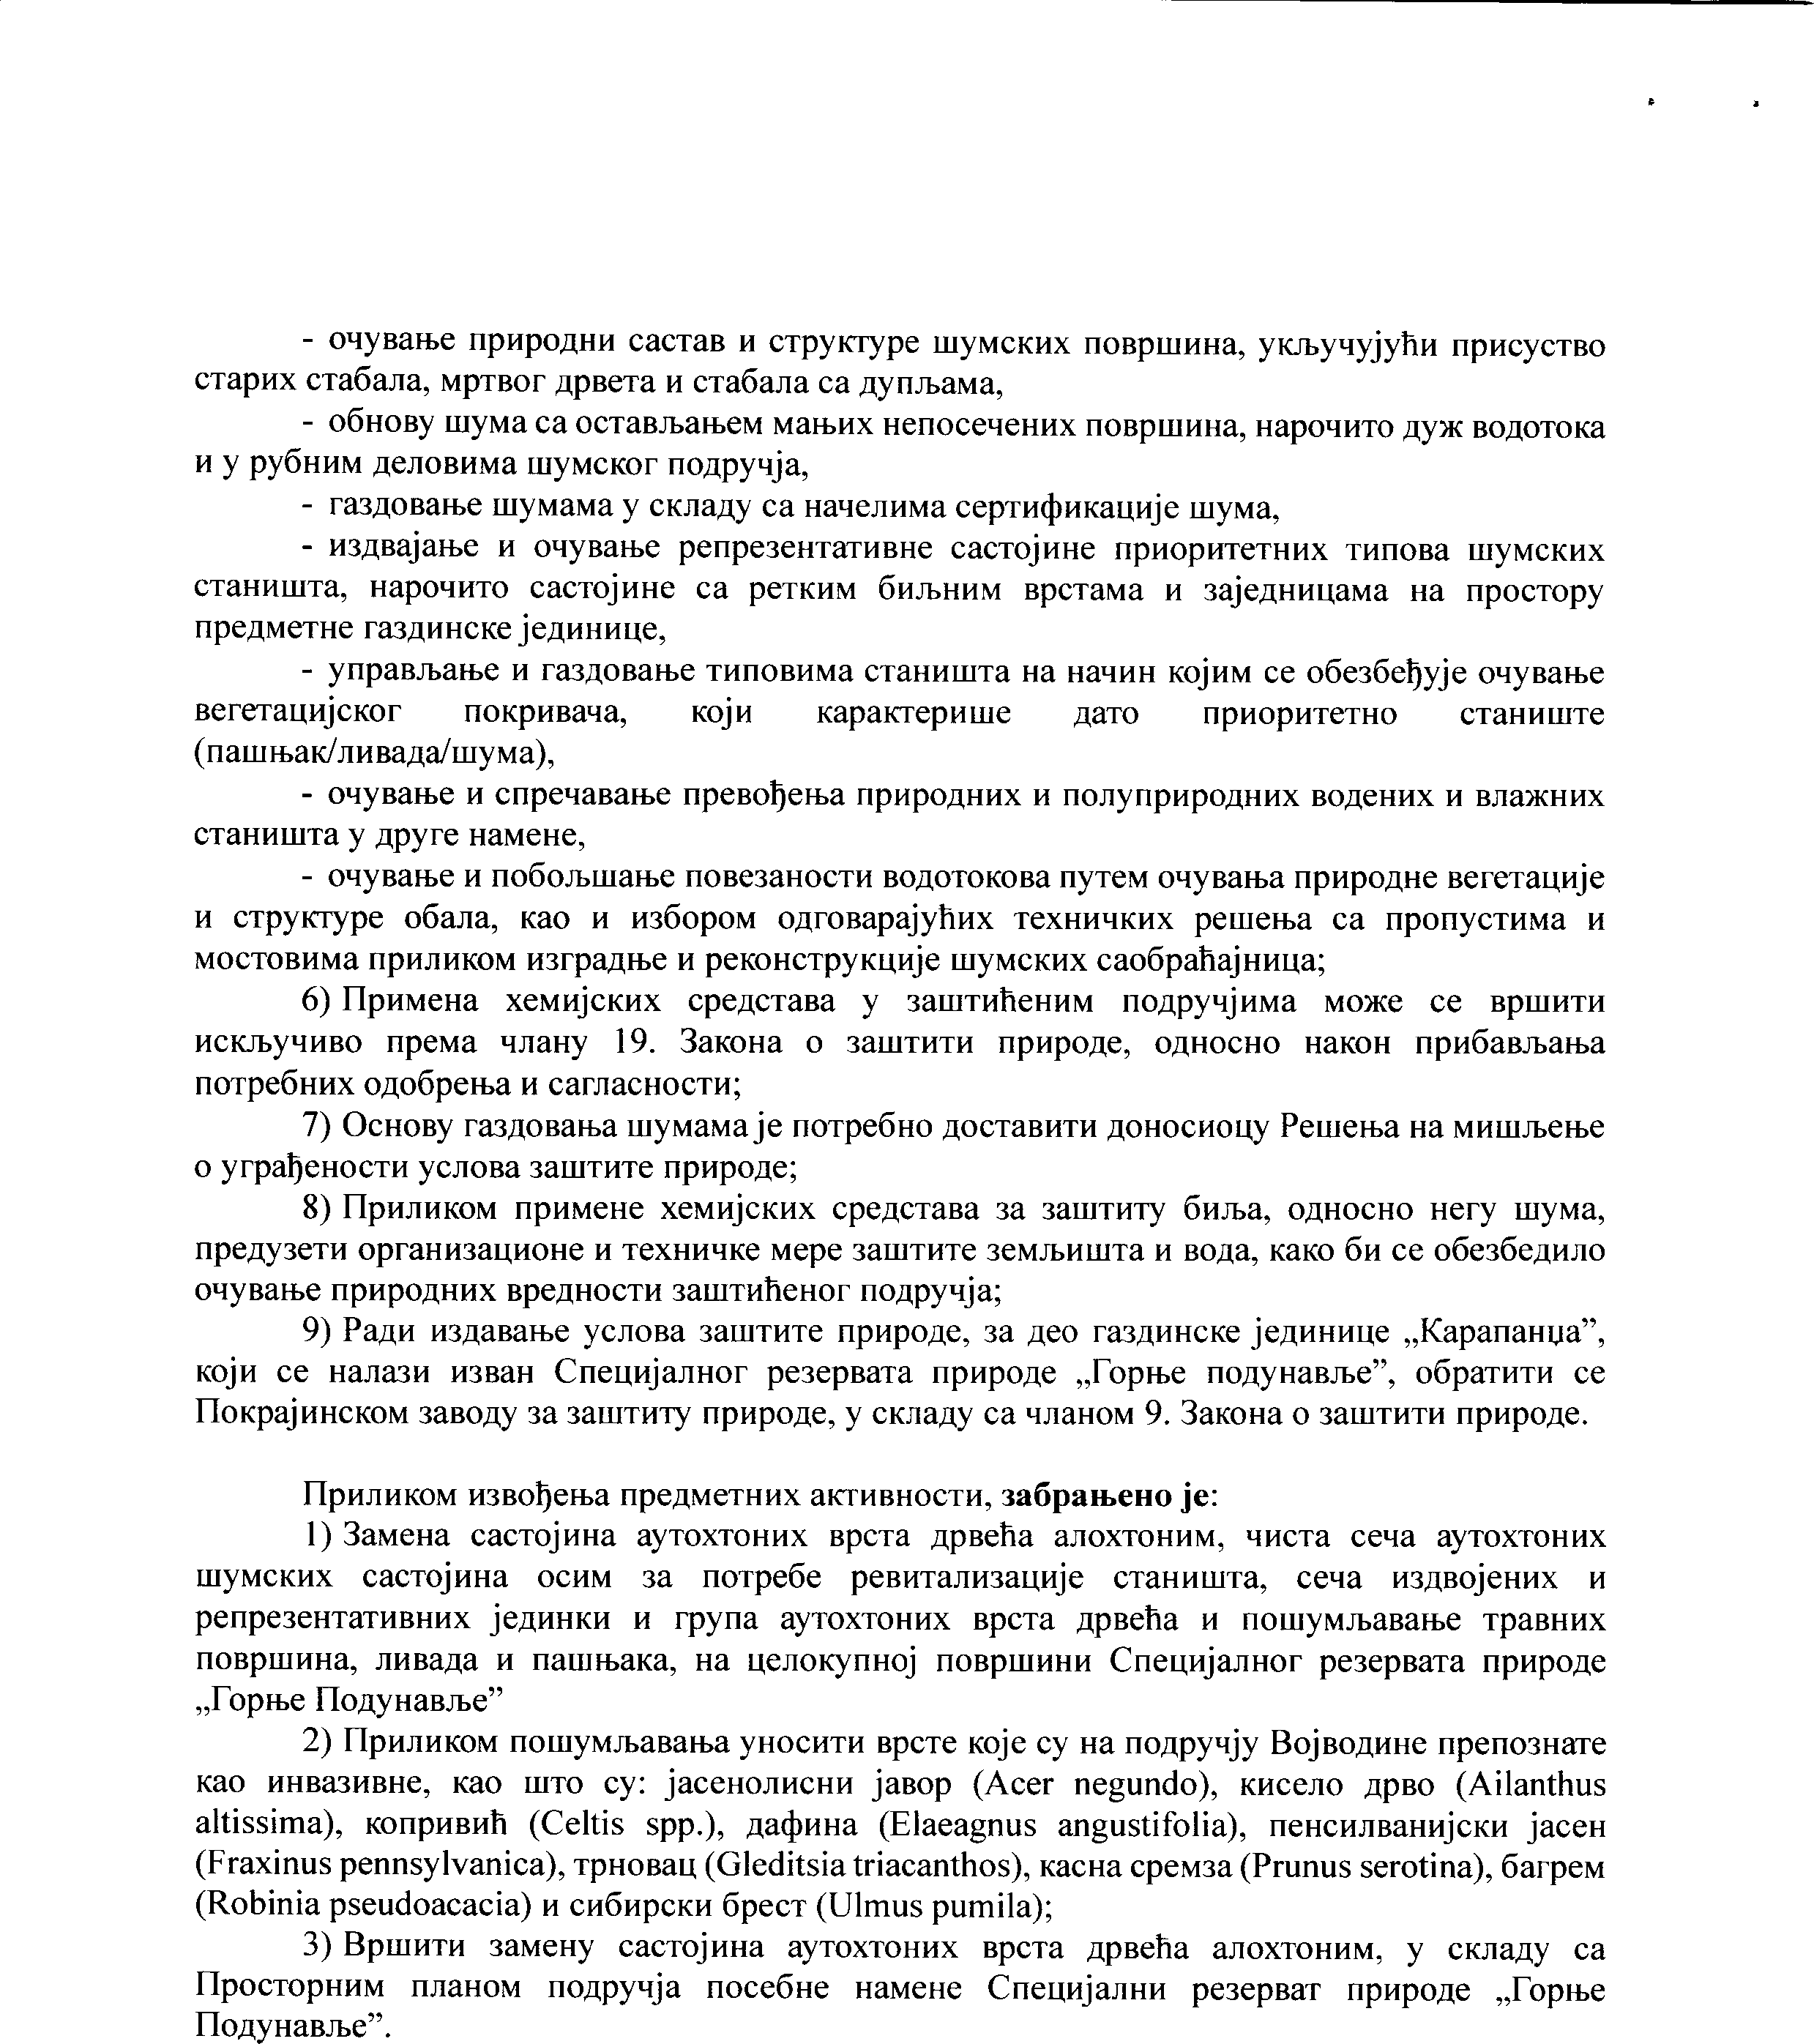 - очување природни састав и структуре шумских површина, укључујући присуство
старих стабала, мртвог дрвета и стабала са дупљама,
- обнову шума са остављањем мањих непосечених површина, нарочито дуж водотока
и у рубним деловима шумског подручја,
- газдовање шумама у складу са начелима сертификације шума,
- издвајање и очување репрезентативне састојине приоритетних типова шумских
станишта, нарочито састојине са ретким биљним врстама и заједницама на простору
предметне газдинске јединице,
- управљање и газдовање типовима станишта на начин којим се обезбеђује очување
вегетацијског покривача, који карактерише дато приоритетно станиште
(пашњак/ливада/шума),
- очување и спречавање превођења природних и полуприродних водених и влажних
станишта у друге намене,
- очување и побољшање повезаности водотокова путем очувања природне вегетације
и структуре обала, као и избором одговарајућих техничких решења са пропустима и
мостовима приликом изградње и реконструкције шумских саобраћајница;
6) Примена хемијских средстава у заштићеним подручјима може се вршити
искључиво према члану 19. Закона о заштити природе, односно након прибављања
потребних одобрења и сагласности;
7) Основу газдовања шумама је потребно доставити доносиоцу Решења на мишљење
о уграђености услова заштите природе;
8) Приликом примене хемијских средстава за заштиту биља, односно негу шума,
предузети организационе и техничке мере заштите земљишта и вода, како би се обезбедило
очување природних вредности заштићеног подручја;
9) Ради издавање услова заштите природе, за део газдинске јединице „Карапанџа”,
који се налази изван Специјалног резервата природе „Горње подунавље”, обратити се
Покрајинском заводу за заштиту природе, у складу са чланом 9. Закона о заштити природе.
Приликом извођења предметних активности, забрањено је:
1) Замена састојина аутохтоних врста дрвећа алохтоним, чиста сеча аутохтоних
шумских састојина осим за потребе ревитализације станишта, сеча издвојених и
репрезентативних јединки и група аутохтоних врста дрвећа и пошумљавање травних
површина, ливада и пашњака, на целокупној површини Специјалног резервата природе
„Горње Подунавље”
2) Приликом пошумљавања уносити врсте које су на подручју Војводине препознате
као инвазивне, као што су: јасенолисни јавор (Acer negundo), кисело дрво (Ailanthus
altissima), копривић (Celtis spp.), дафина (Elaeagnus angustifolia), пенсилванијски јасен
(Fraxinus pennsylvanica), трновац (Gleditsia triacanthos), касна сремза (Prunus serotina), багрем
(Robinia pseudoacacia) и сибирски брест (Ulmus pumila);
3) Вршити замену састојина аутохтоних врста дрвећа алохтоним, у складу са
Просторним планом подручја посебне намене Специјални резерват природе „Горње
Подунавље”.